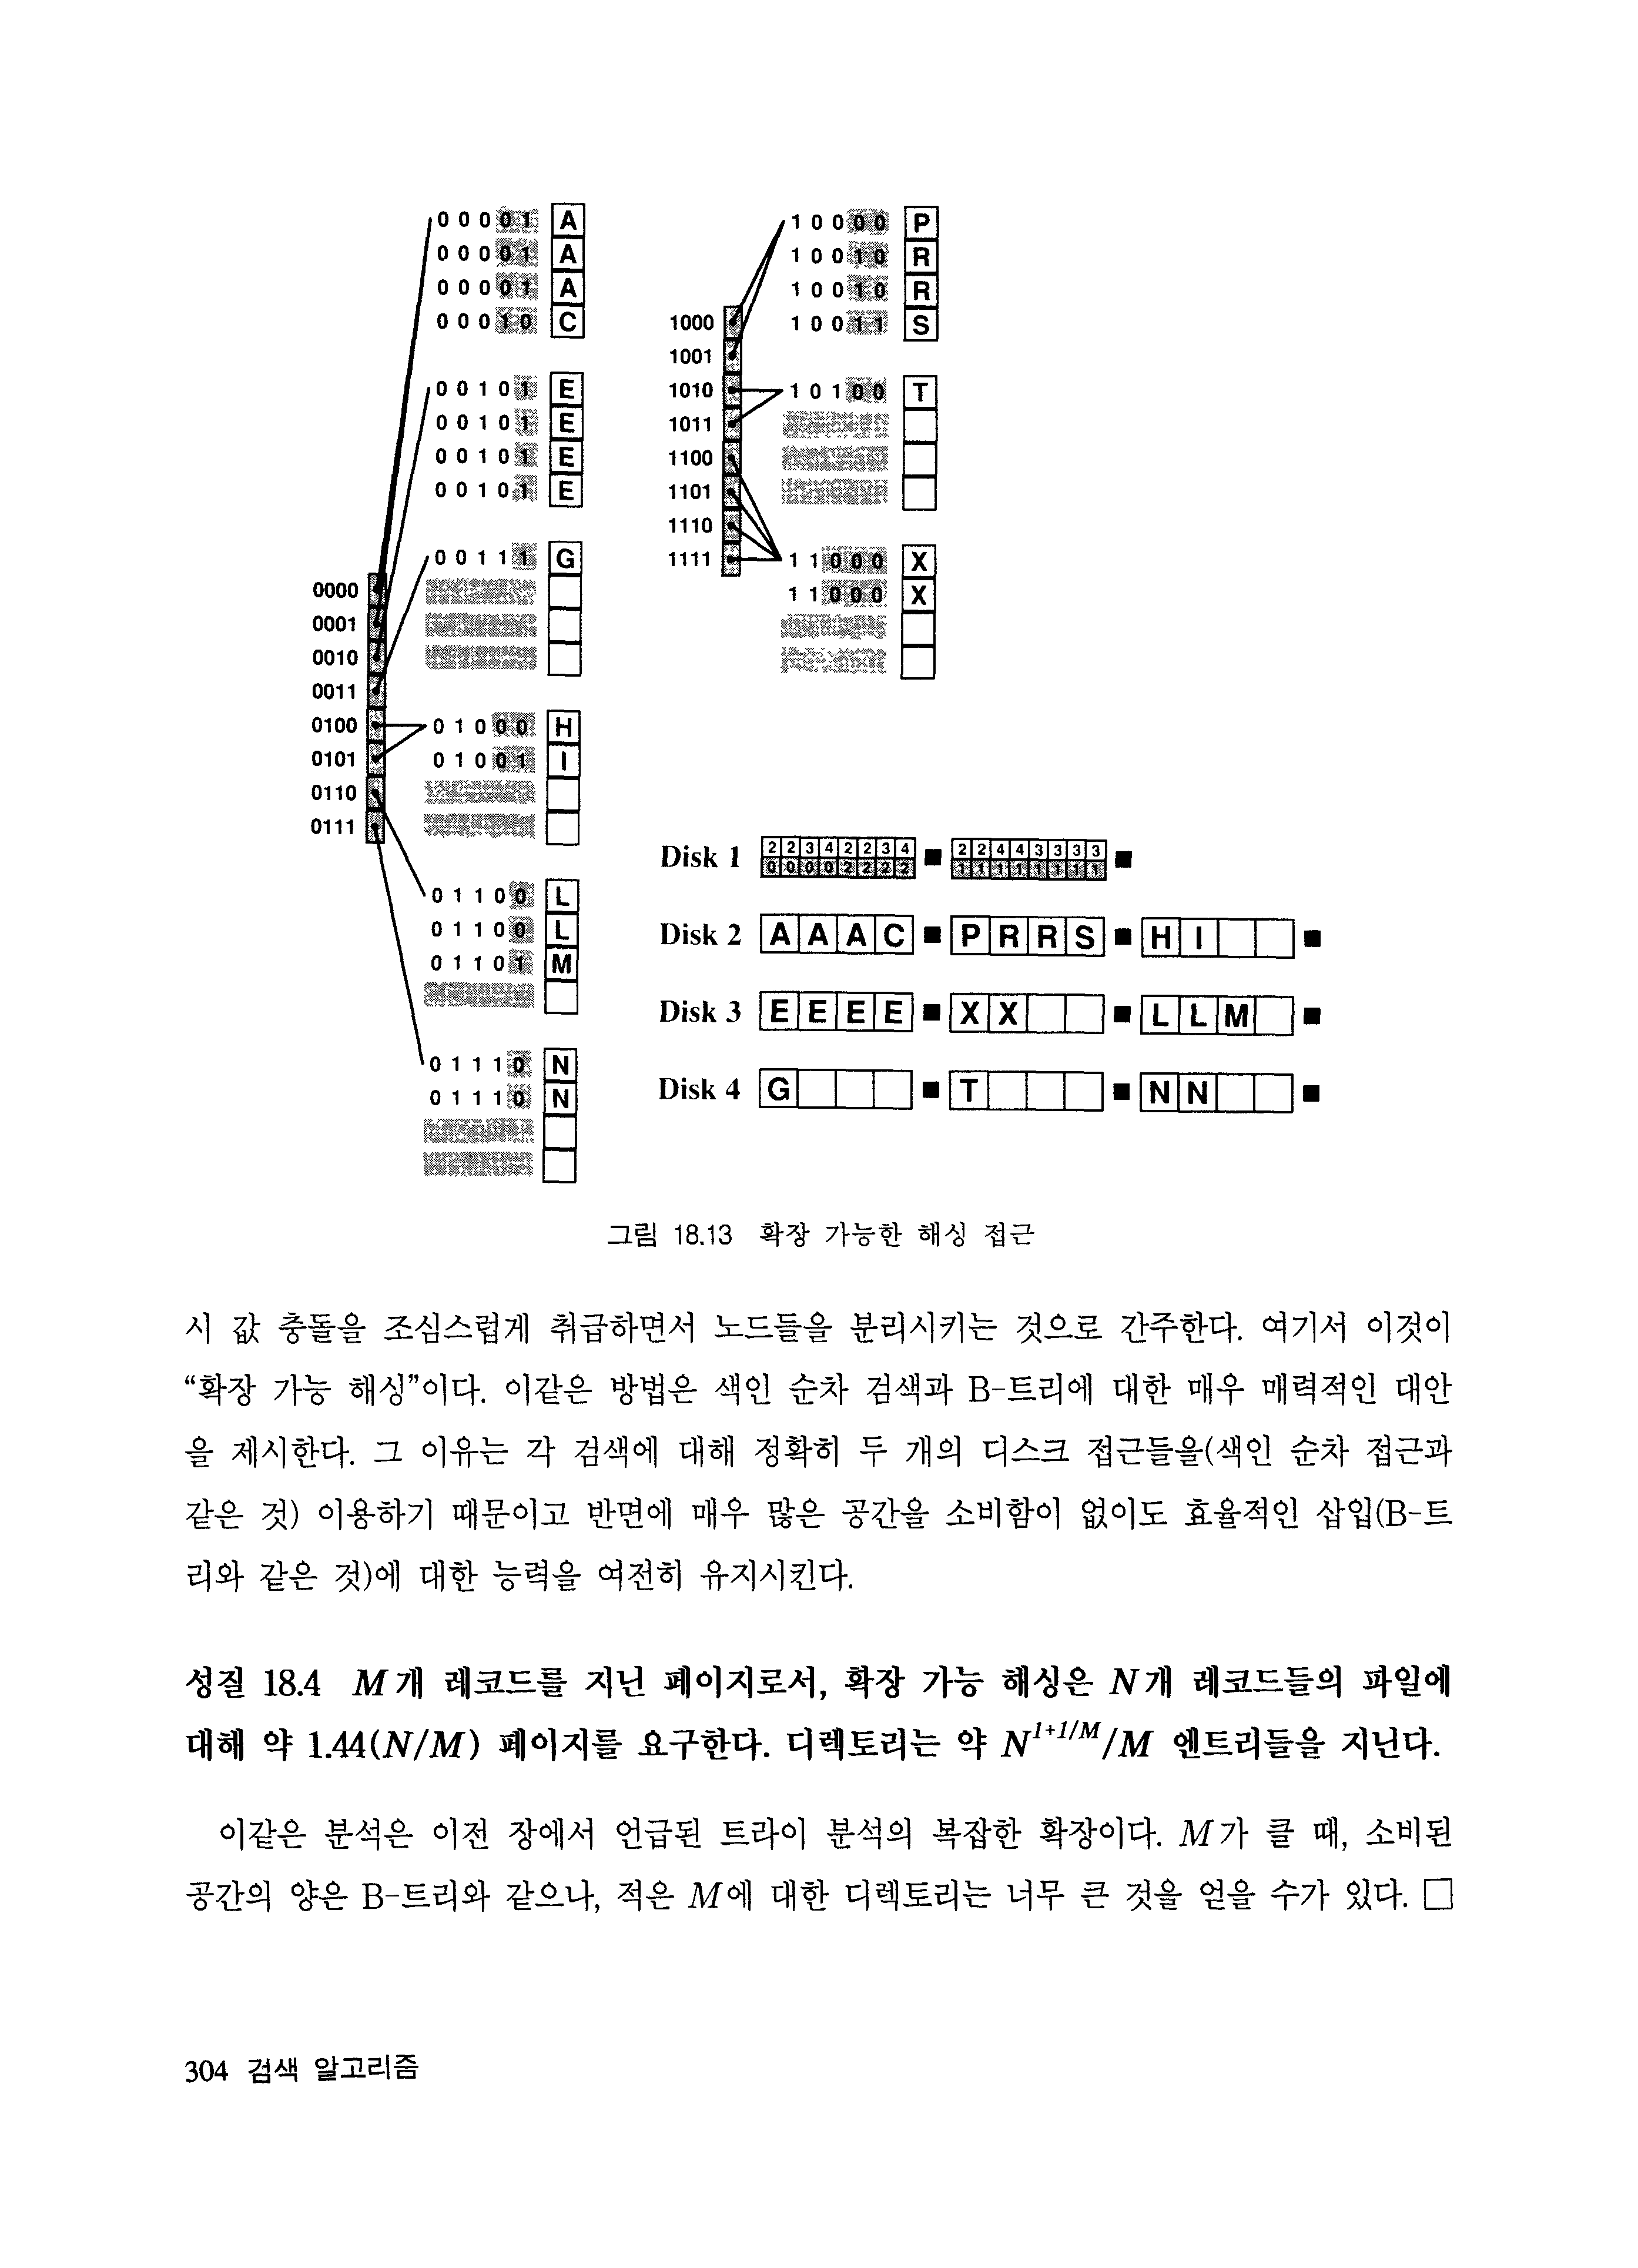 0 0 0 0 1 A
0 0 0 0 1 A
0 0 0 0 1 A
0 0 0 1 0 C
0 0 1 0 1 E
0 0 1 0 1 E
0 0 1 0 1 E
0 0 1 0 1 E
0 0 1 1 1 G
0000
0001
0010
0011
0100
0101
0110
0111
0 1 0 0 0 H
0 1 0 0 1 I
0 1 1 0 0 L
0 1 1 0 0 L
0 1 1 0 1 M
0 1 1 1 0 N
0 1 1 1 0 N
1000
1001
1010
1011
1100
1101
1110
1111
1 0 0 0 0 P
1 0 0 1 0 R
1 0 0 1 0 R
1 0 0 1 1 S
1 0 1 0 0 T
1 1 0 0 0 X
1 1 0 0 0 X
Disk 1 2 2 3 4 2 2 3 4 2 2 4 4 3 3 3 3
0 0 0 0 2 2 2 2 1 1 1 1 1 1 1 1
Disk 2 A A A C P R R S H I
Disk 3 E E E E X X L L M
Disk 4 G T N N
그림 18.13 확장 가능한 해싱 접근
시 값 충돌을 조심스럽게 취급하면서 노드들을 분리시키는 것으로 간주한다. 여기서 이것이
“확장 가능 해싱”이다. 이같은 방법은 색인 순차 검색과 B-트리에 대한 매우 매력적인 대안
을 제시한다. 그 이유는 각 검색에 대해 정확히 두 개의 디스크 접근들을(색인 순차 접근과
같은 것) 이용하기 때문이고 반면에 매우 많은 공간을 소비함이 없이도 효율적인 삽입(B-트
리와 같은 것)에 대한 능력을 여전히 유지시킨다.
성질 18.4 M개 레코드를 지닌 페이지로서, 확장 가능 해싱은 N개 레코드들의 파일에
대해 약 1.44(N/M) 페이지를 요구한다. 디렉토리는 약 N^{1+1/M}/M 엔트리들을 지닌다.
이같은 분석은 이전 장에서 언급된 트라이 분석의 복잡한 확장이다. M가 클 때, 소비된
공간의 양은 B-트리와 같으나, 적은 M에 대한 디렉토리는 너무 큰 것을 얻을 수가 있다. □
304 검색 알고리즘